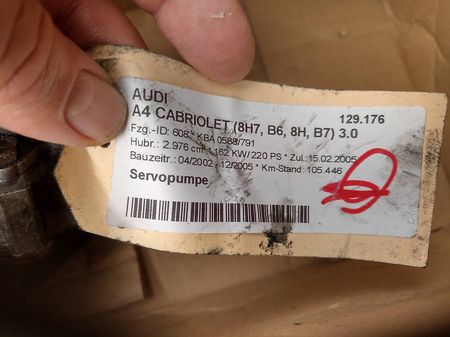 AUDI
A4 CABRIOLET (8H7, B6, 8H, B7) 3.0 129.176
Fzg.-ID: 608 * KBA 0588/791
Hubr.: 2.976 cm³ * 162 KW/ 220 PS * Zul.: 15.02.2005
Bauzeitr.: 04/2002 - 12/2005 * Km-Stand: 105.446
Servopumpe